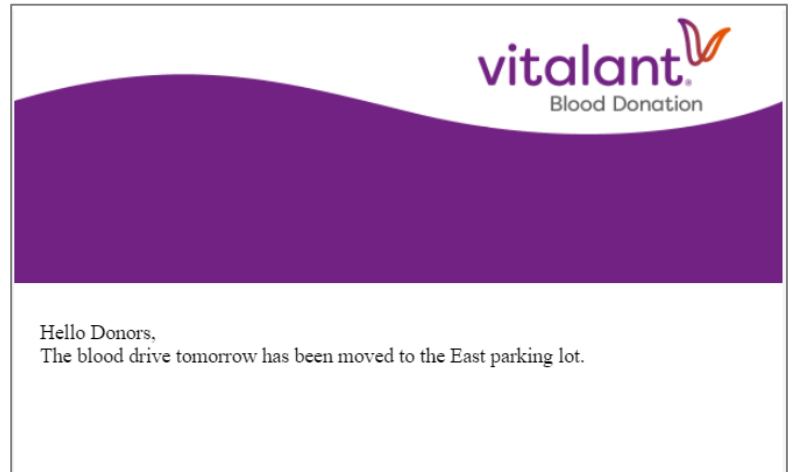 vitalant®
Blood Donation
Hello Donors,
The blood drive tomorrow has been moved to the East parking lot.